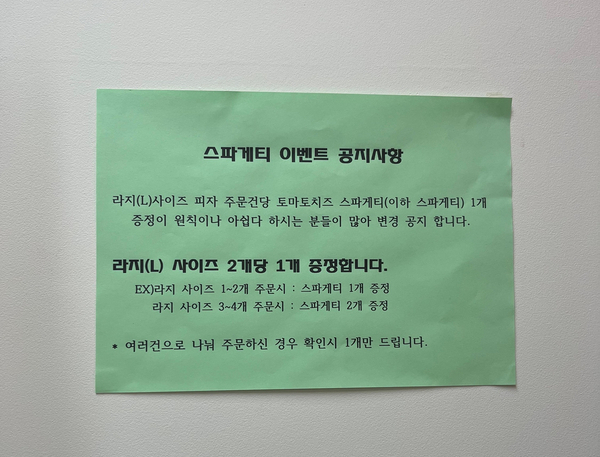 스파게티 이벤트 공지사항
라지(L)사이즈 피자 주문건당 토마토치즈 스파게티(이하 스파게티) 1개
증정이 원칙이나 아쉽다 하시는 분들이 많아 변경 공지 합니다.
라지(L) 사이즈 2개당 1개 증정합니다.
EX)라지 사이즈 1~2개 주문시 : 스파게티 1개 증정
라지 사이즈 3~4개 주문시 : 스파게티 2개 증정
* 여러건으로 나눠 주문하신 경우 확인시 1개만 드립니다.